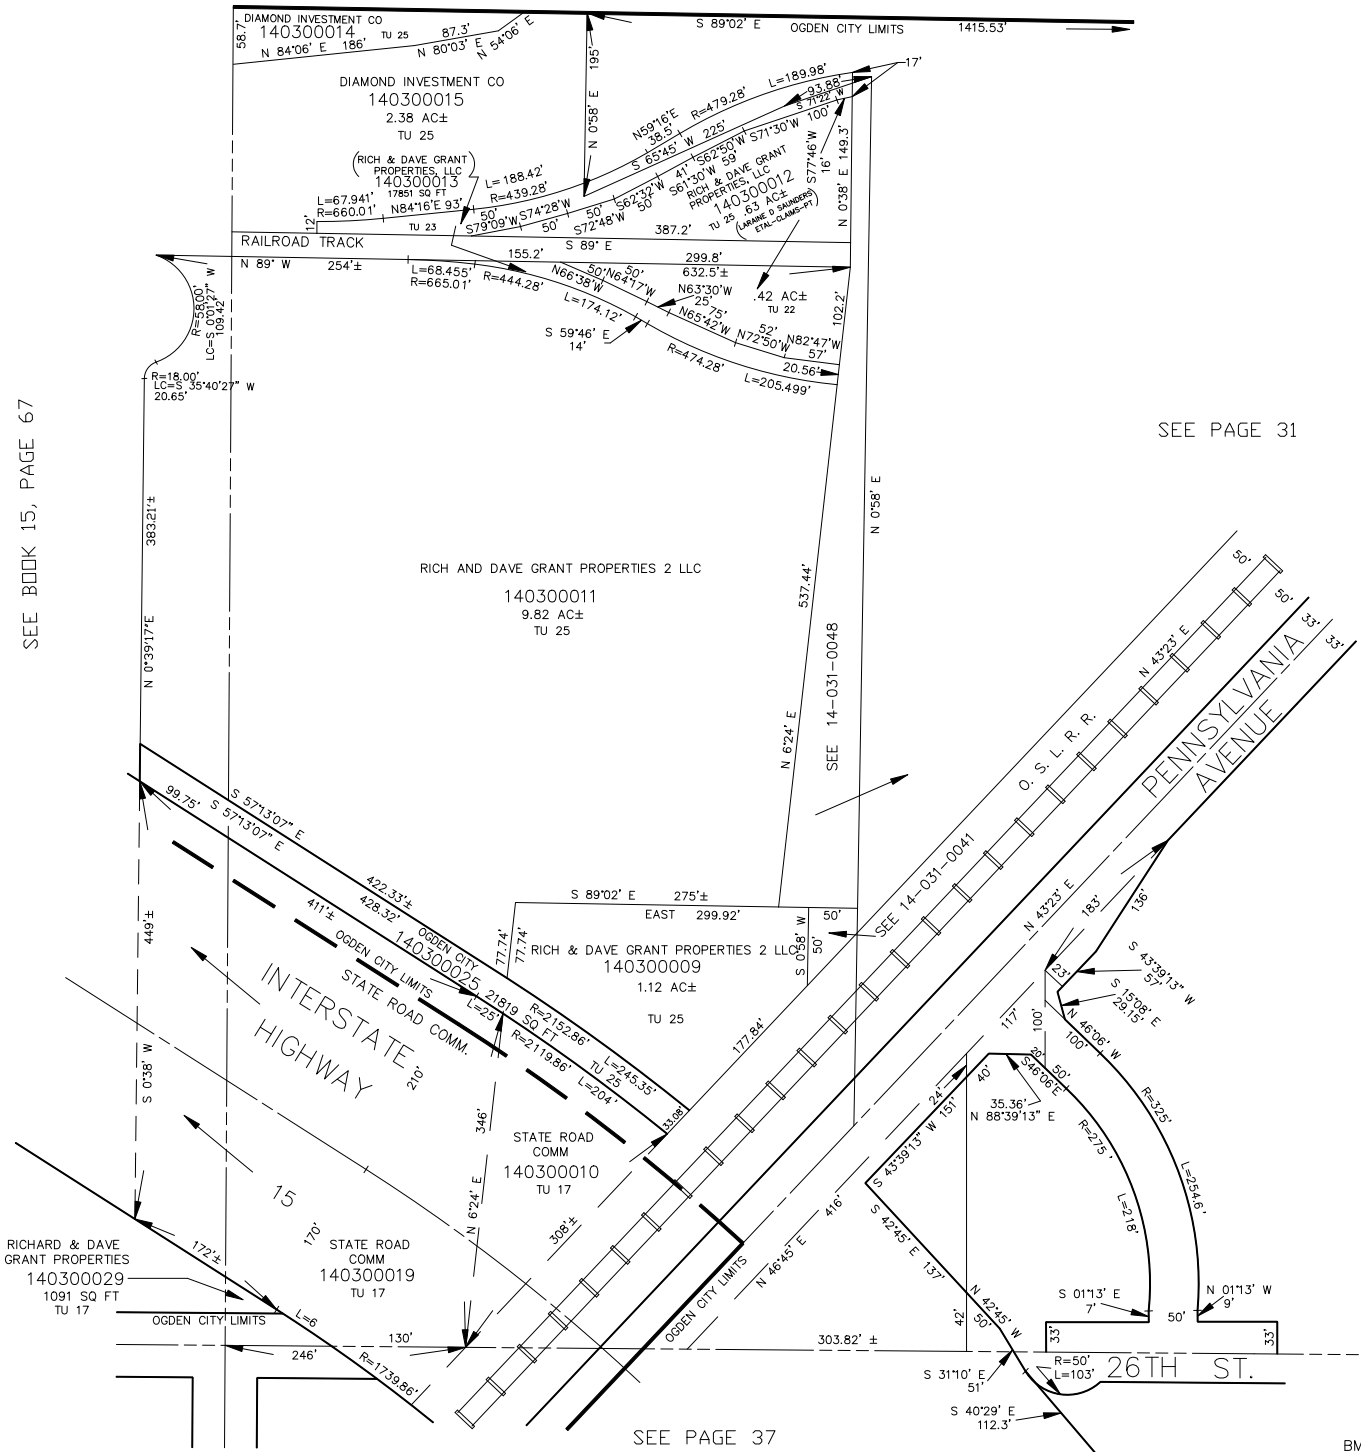 DIAMOND INVESTMENT CO
140300014 TU 25
58.7'
N 84°06' E 186'
87.3'
N 80°03' E
N 54°06' E
S 89°02' E
OGDEN CITY LIMITS
1415.53'
DIAMOND INVESTMENT CO
140300015
2.38 AC±
TU 25
N 0°58' E 195'
17'
L=189.98'
R=479.28'
N59°16'E
38.5'
93.88'
S 71°22' W
100'
S71°30'W
S 65°45' W 225'
S62°50'W
59'
S61°30'W
41'
S62°32'W
50'
S77°46'W
16'
N 0°38' E 149.3'
(RICH & DAVE GRANT
PROPERTIES, LLC)
140300013
17851 SQ FT
TU 23
L=67.941'
R=660.01'
12'
N84°16'E 93'
L=188.42'
R=439.28'
50'
S79°09'W
S74°28'W
50'
50'
S72°48'W
RICH & DAVE GRANT
PROPERTIES, LLC
140300012
TU 25 .63 AC±
(LARAINE D SAUNDERS
ETAL-CLAIMS-PT)
RAILROAD TRACK
S 89° E
387.2'
N 89° W 254'±
155.2'
299.8'
632.5'±
L=68.455'
R=665.01'
R=444.28'
L=174.12'
50'
N66°38'W
50'
N64°17'W
N63°30'W
25'
75'
N65°42'W
52'
N72°50'W
N82°47'W
57'
20.56'
.42 AC±
TU 22
102.2'
S 59°46' E
14'
R=474.28'
L=205.499'
R=58.00'
LC=S 0°01'27" W
109.42
R=18.00'
LC=S 35°40'27" W
20.65'
SEE BOOK 15, PAGE 67
SEE PAGE 31
N 0°39'17"E 383.21'±
RICH AND DAVE GRANT PROPERTIES 2 LLC
140300011
9.82 AC±
TU 25
N 6°24' E 537.44'
N 0°58' E
SEE 14-031-0048
50'
50'
33'
33'
N 43°23' E
O. S. L. R. R.
PENNSYLVANIA
AVENUE
SEE 14-031-0041
99.75'
S 57°13'07" E
S 57°13'07" E
422.33'±
428.32'
411'±
OGDEN CITY
140300025
21819 SQ FT
TU 25
OGDEN CITY LIMITS
STATE ROAD COMM.
L=25'
R=2152.86'
L=245.35'
R=2119.86'
L=204'
33.08'
S 89°02' E 275'±
EAST 299.92'
50'
50'
S 0°58' W
77.74'
77.74'
RICH & DAVE GRANT PROPERTIES 2 LLC
140300009
1.12 AC±
TU 25
177.84'
449'±
S 0°38' W
INTERSTATE
HIGHWAY
15
210'
170'
346'
N 6°24' E
STATE ROAD
COMM
140300010
TU 17
308'±
STATE ROAD
COMM
140300019
TU 17
RICHARD & DAVE
GRANT PROPERTIES
140300029
1091 SQ FT
TU 17
172'±
OGDEN CITY LIMITS
L=6
246'
130'
R=1739.86'
OGDEN CITY LIMITS
N 46°45' E
416'
N 43°23' E
183'
136'
23'
S 43°39'13" W
57'
S 15°08' E
29.15'
N 46°06' W
100'
100'
117'
20'
50'
S46°06'E
40'
35.36'
N 88°39'13" E
24'
S 43°39'13" W 151'
R=325'
L=254.6'
R=275'
L=218'
S 42°45' E
137'
N 42°45' W
50'
42'
303.82' ±
S 01°13' E
7'
50'
N 01°13' W
9'
33'
33'
R=50'
L=103'
26TH ST.
S 31°10' E
51'
S 40°29' E
112.3'
SEE PAGE 37
BM